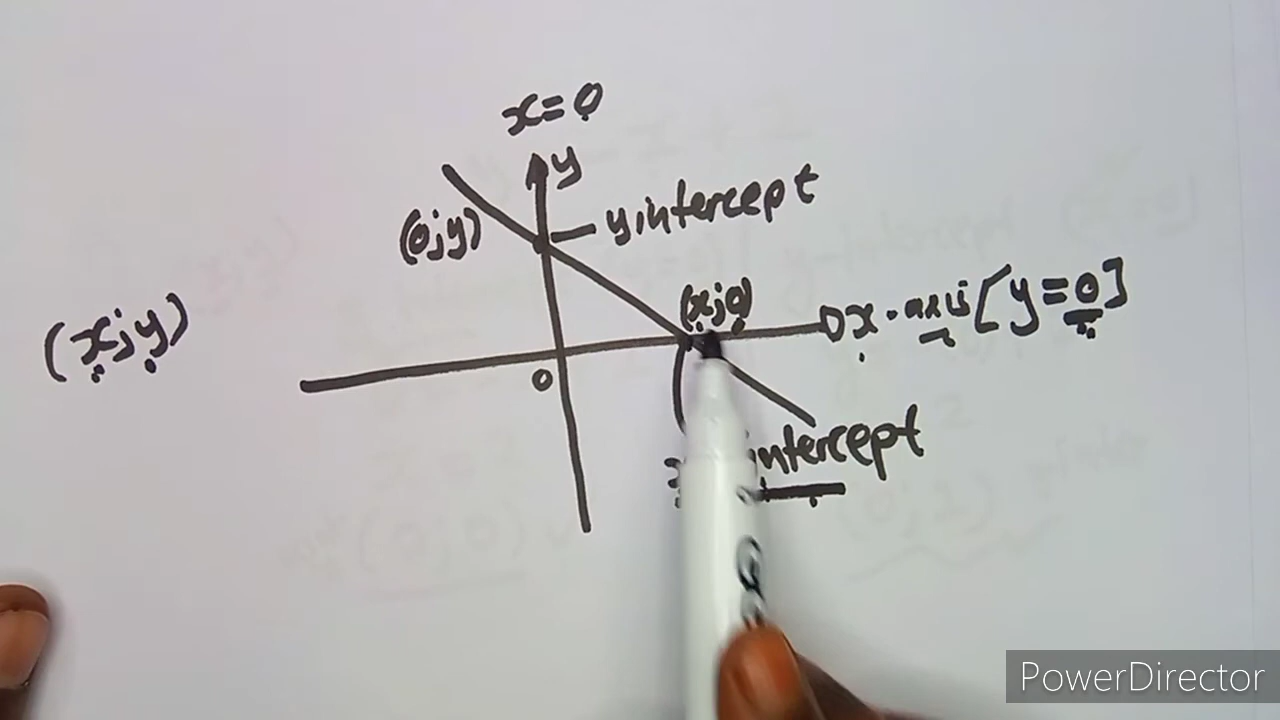 x=0
y
y,intercept
(0;y)
(x;0)
x-axis [y=0]
(x;y)
0
intercept
PowerDirector